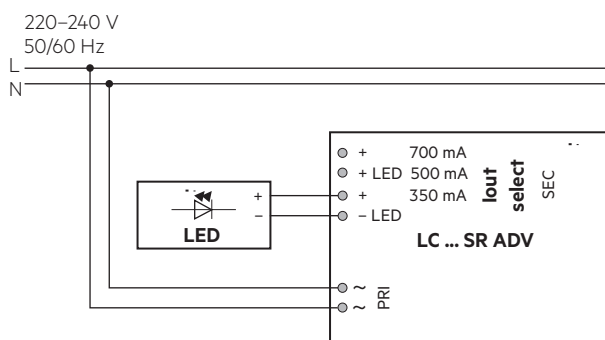 220–240 V
50/60 Hz
L
N
+ 700 mA
+ LED 500 mA
+ 350 mA
– LED
Iout
select
SEC
+
–
LED
LC ... SR ADV
~
~
PRI